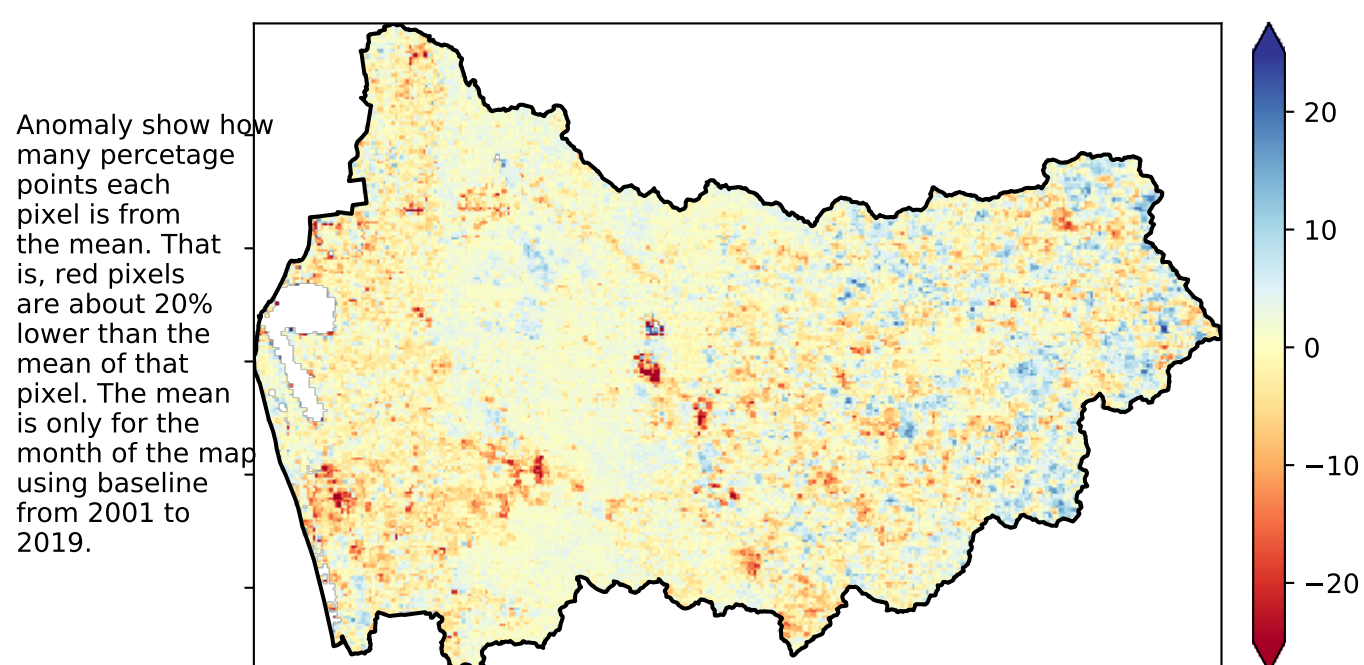 Anomaly show how
many percetage
points each
pixel is from
the mean. That
is, red pixels
are about 20%
lower than the
mean of that
pixel. The mean
is only for the
month of the map
using baseline
from 2001 to
2019.
20
10
0
−10
−20